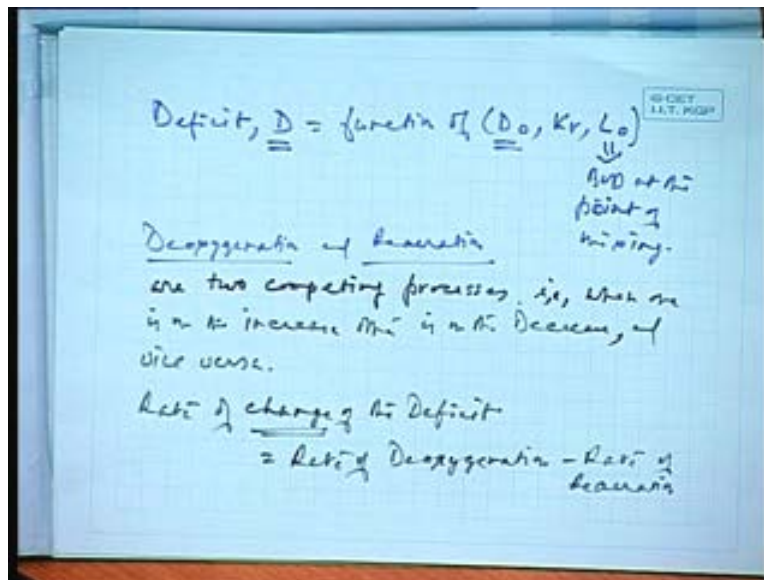 © CET
I.I.T. KGP
Deficit, D = function of (D₀, Kr, L₀)
BOD at the
point of
mixing.
Deoxygenation and Reaeration
are two competing processes. i.e., when one
is on the increase other is on the Decrease, and
vice versa.
Rate of change of the Deficit
= Rate of Deoxygenation - Rate of
Reaeration